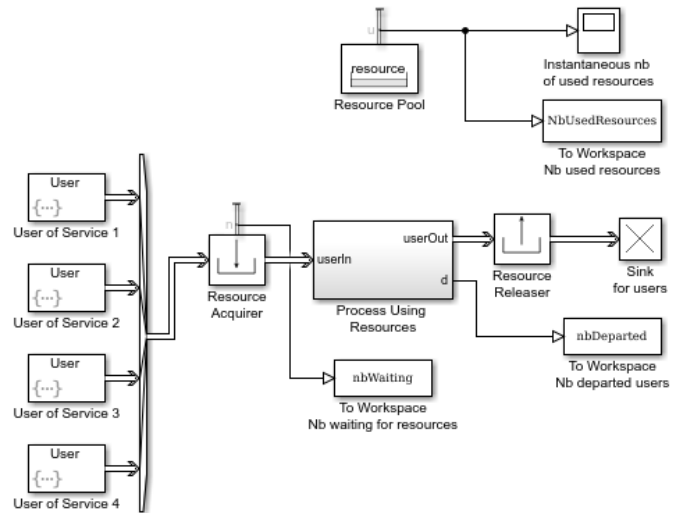 u
resource
Resource Pool
Instantaneous nb
of used resources
NbUsedResources
To Workspace
Nb used resources
User
{...}
User of Service 1
User
{...}
User of Service 2
User
{...}
User of Service 3
User
{...}
User of Service 4
n
Resource
Acquirer
userIn
userOut
d
Process Using
Resources
Resource
Releaser
Sink
for users
nbWaiting
To Workspace
Nb waiting for resources
nbDeparted
To Workspace
Nb departed users